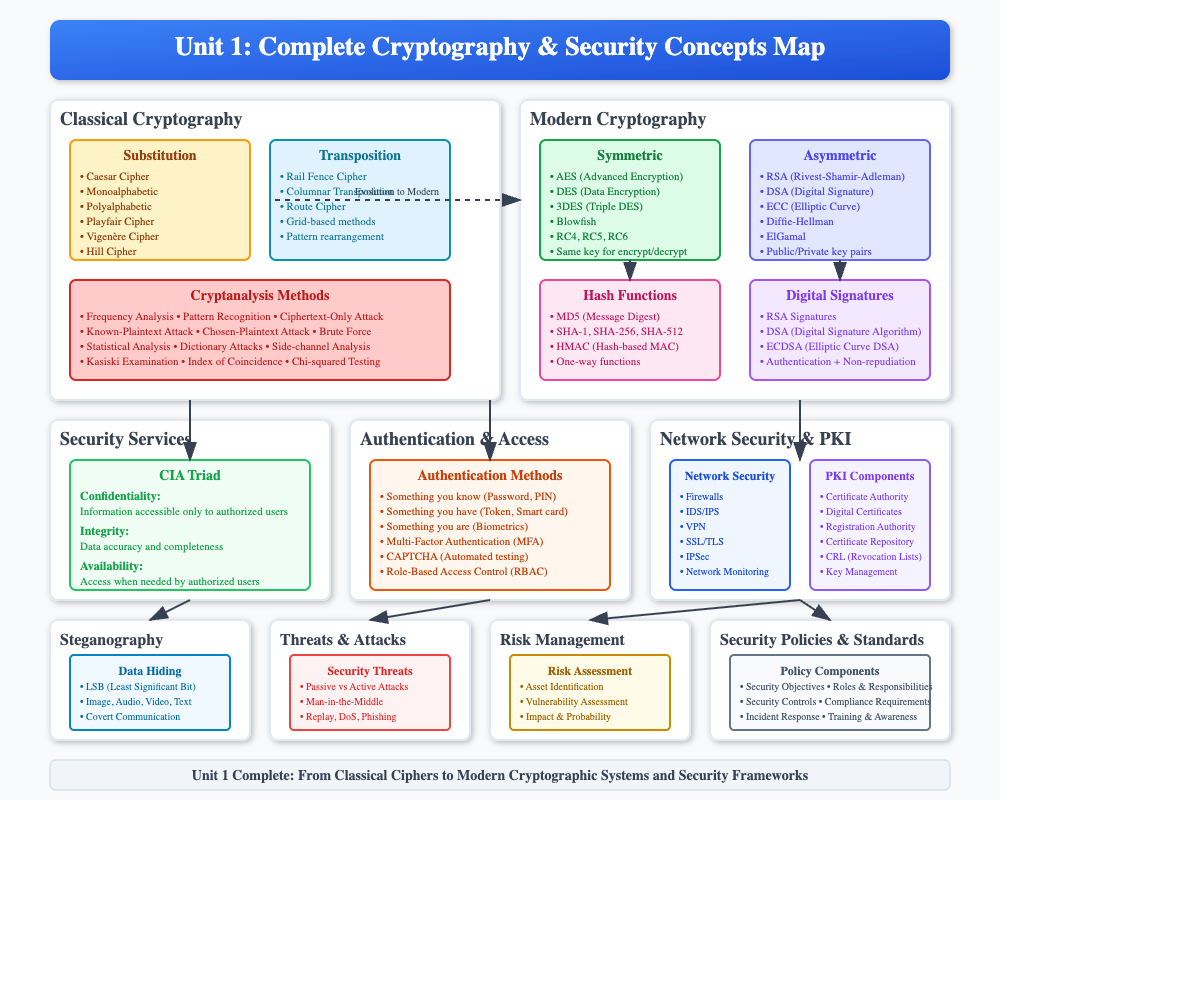 Unit 1: Complete Cryptography & Security Concepts Map
Classical Cryptography
Substitution
• Caesar Cipher
• Monoalphabetic
• Polyalphabetic
• Playfair Cipher
• Vigenère Cipher
• Hill Cipher
Transposition
• Rail Fence Cipher
• Columnar Transposition
Evolution to Modern
• Route Cipher
• Grid-based methods
• Pattern rearrangement
Cryptanalysis Methods
• Frequency Analysis • Pattern Recognition • Ciphertext-Only Attack
• Known-Plaintext Attack • Chosen-Plaintext Attack • Brute Force
• Statistical Analysis • Dictionary Attacks • Side-channel Analysis
• Kasiski Examination • Index of Coincidence • Chi-squared Testing
Modern Cryptography
Symmetric
• AES (Advanced Encryption)
• DES (Data Encryption)
• 3DES (Triple DES)
• Blowfish
• RC4, RC5, RC6
• Same key for encrypt/decrypt
Asymmetric
• RSA (Rivest-Shamir-Adleman)
• DSA (Digital Signature)
• ECC (Elliptic Curve)
• Diffie-Hellman
• ElGamal
• Public/Private key pairs
Hash Functions
• MD5 (Message Digest)
• SHA-1, SHA-256, SHA-512
• HMAC (Hash-based MAC)
• One-way functions
Digital Signatures
• RSA Signatures
• DSA (Digital Signature Algorithm)
• ECDSA (Elliptic Curve DSA)
• Authentication + Non-repudiation
Security Services
CIA Triad
Confidentiality:
Information accessible only to authorized users
Integrity:
Data accuracy and completeness
Availability:
Access when needed by authorized users
Authentication & Access
Authentication Methods
• Something you know (Password, PIN)
• Something you have (Token, Smart card)
• Something you are (Biometrics)
• Multi-Factor Authentication (MFA)
• CAPTCHA (Automated testing)
• Role-Based Access Control (RBAC)
Network Security & PKI
Network Security
• Firewalls
• IDS/IPS
• VPN
• SSL/TLS
• IPSec
• Network Monitoring
PKI Components
• Certificate Authority
• Digital Certificates
• Registration Authority
• Certificate Repository
• CRL (Revocation Lists)
• Key Management
Steganography
Data Hiding
• LSB (Least Significant Bit)
• Image, Audio, Video, Text
• Covert Communication
Threats & Attacks
Security Threats
• Passive vs Active Attacks
• Man-in-the-Middle
• Replay, DoS, Phishing
Risk Management
Risk Assessment
• Asset Identification
• Vulnerability Assessment
• Impact & Probability
Security Policies & Standards
Policy Components
• Security Objectives • Roles & Responsibilities
• Security Controls • Compliance Requirements
• Incident Response • Training & Awareness
Unit 1 Complete: From Classical Ciphers to Modern Cryptographic Systems and Security Frameworks